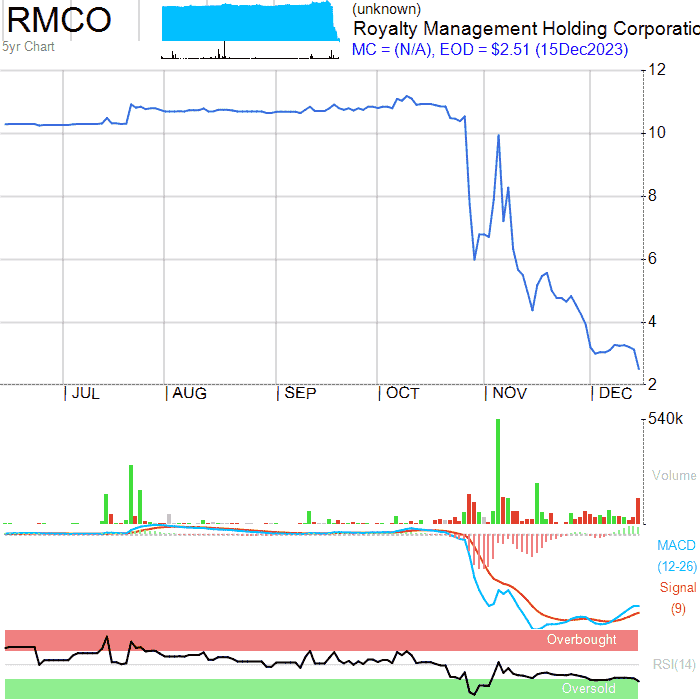 RMCO
5yr Chart
(unknown)
Royalty Management Holding Corporatio
MC = (N/A), EOD = $2.51 (15Dec2023)
12
10
8
6
4
2
JUL AUG SEP OCT NOV DEC
540k
Volume
MACD
(12-26)
Signal
(9)
Overbought
RSI(14)
Oversold